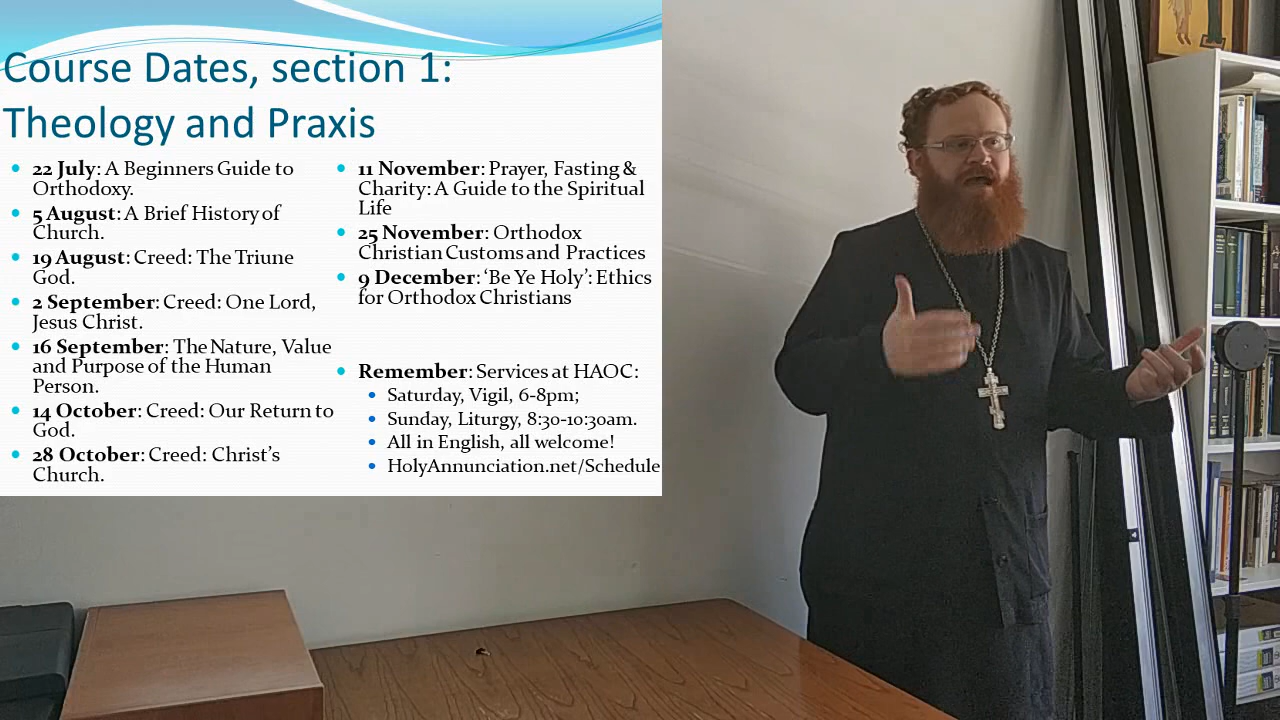 Course Dates, section 1:
Theology and Praxis
22 July: A Beginners Guide to
Orthodoxy.
5 August: A Brief History of
Church.
19 August: Creed: The Triune
God.
2 September: Creed: One Lord,
Jesus Christ.
16 September: The Nature, Value
and Purpose of the Human
Person.
14 October: Creed: Our Return to
God.
28 October: Creed: Christ's
Church.
11 November: Prayer, Fasting &
Charity: A Guide to the Spiritual
Life
25 November: Orthodox
Christian Customs and Practices
9 December: ‘Be Ye Holy’: Ethics
for Orthodox Christians
Remember: Services at HAOC:
Saturday, Vigil, 6-8pm;
Sunday, Liturgy, 8:30-10:30am.
All in English, all welcome!
HolyAnnunciation.net/Schedule